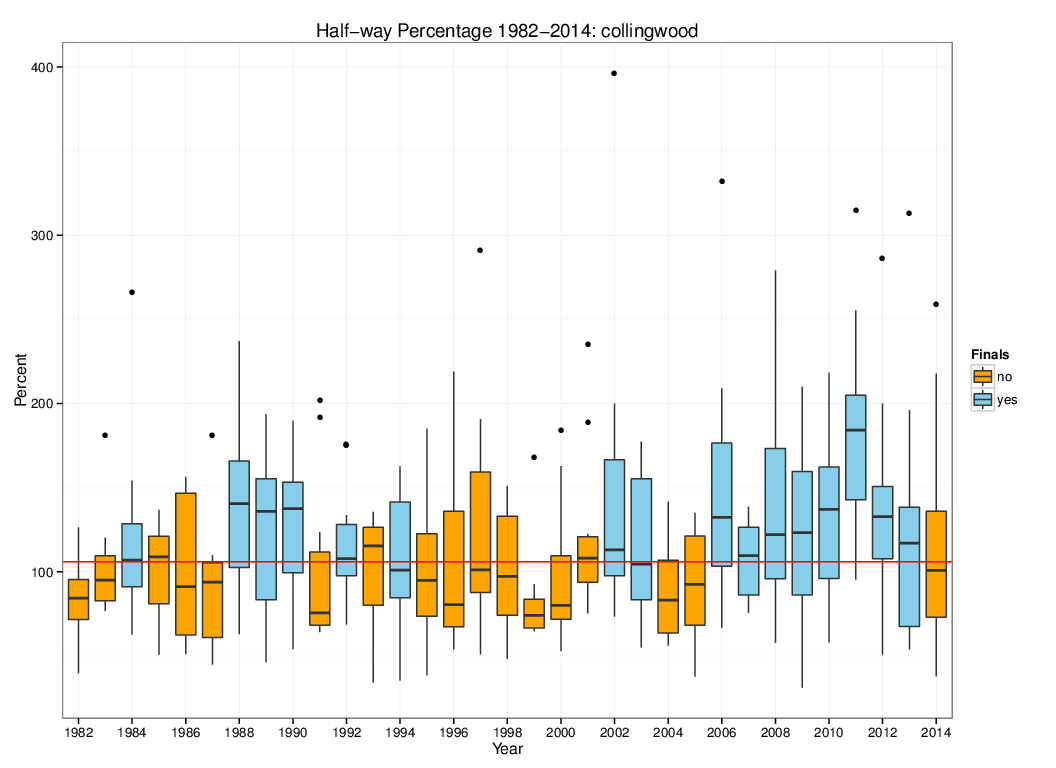 Half−way Percentage 1982−2014: collingwood
400
300
200
100
Percent
1982 1984 1986 1988 1990 1992 1994 1996 1998 2000 2002 2004 2006 2008 2010 2012 2014
Year
Finals
no
yes